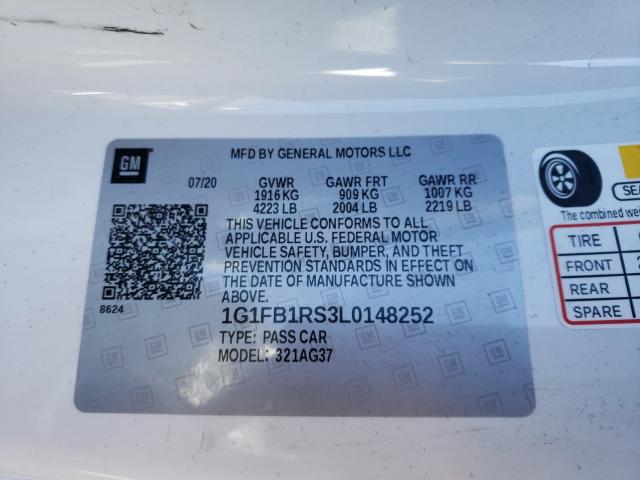 GM
MFD BY GENERAL MOTORS LLC
07/20 GVWR GAWR FRT GAWR RR
1916 KG 909 KG 1007 KG
4223 LB 2004 LB 2219 LB
THIS VEHICLE CONFORMS TO ALL
APPLICABLE U.S. FEDERAL MOTOR
VEHICLE SAFETY, BUMPER, AND THEFT
PREVENTION STANDARDS IN EFFECT ON
THE DATE OF MANUFACTURE SHOWN
ABOVE.
8624
1G1FB1RS3L0148252
TYPE: PASS CAR
MODEL: 321AG37
The combined
TIRE
FRONT
REAR
SPARE